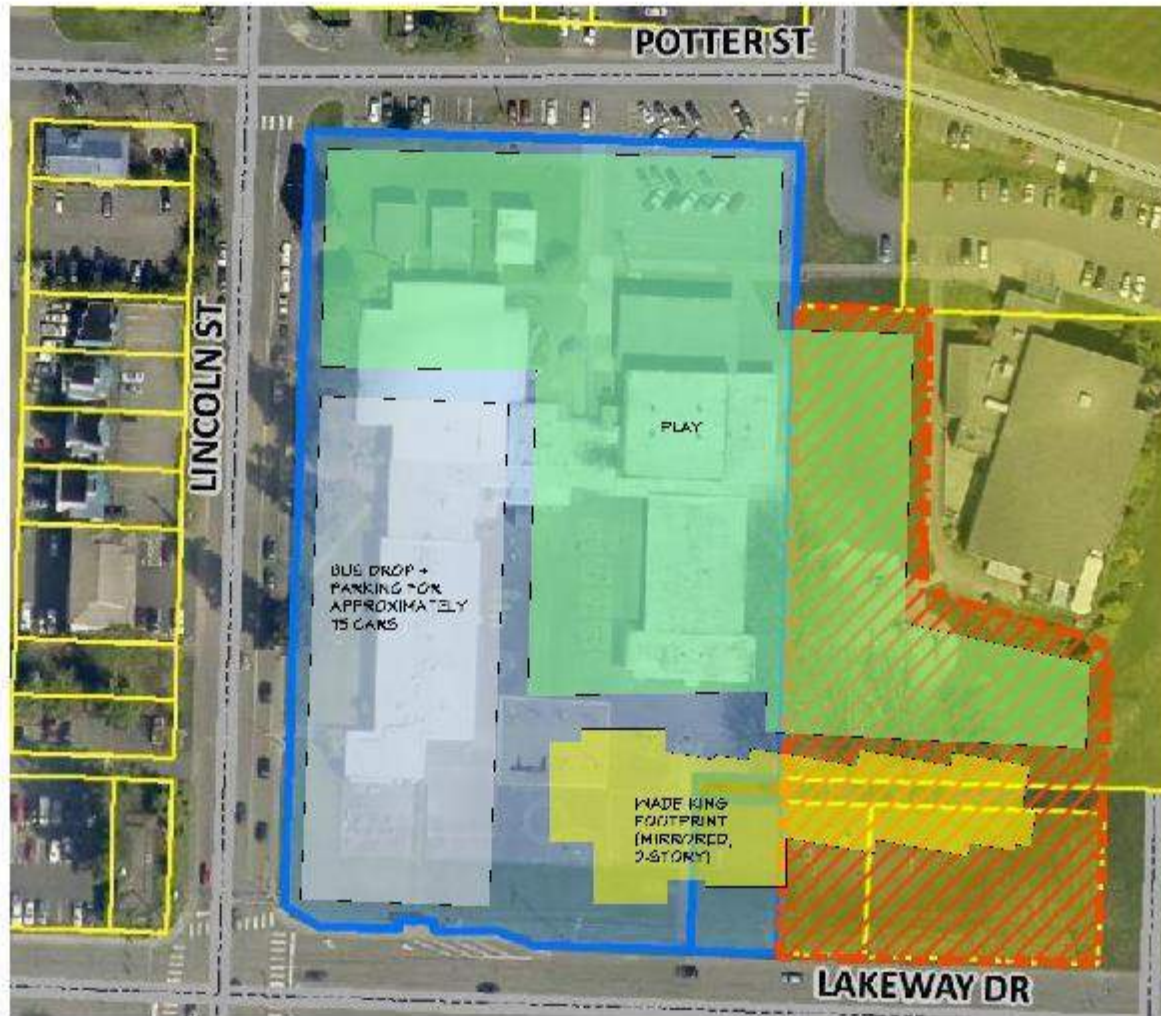 POTTER ST
LINCOLN ST
PLAY
BUS DROP +
PARKING FOR
APPROXIMATELY
75 CARS
WADE KING
FOOTPRINT
(MIRRORED,
2-STORY)
LAKEWAY DR